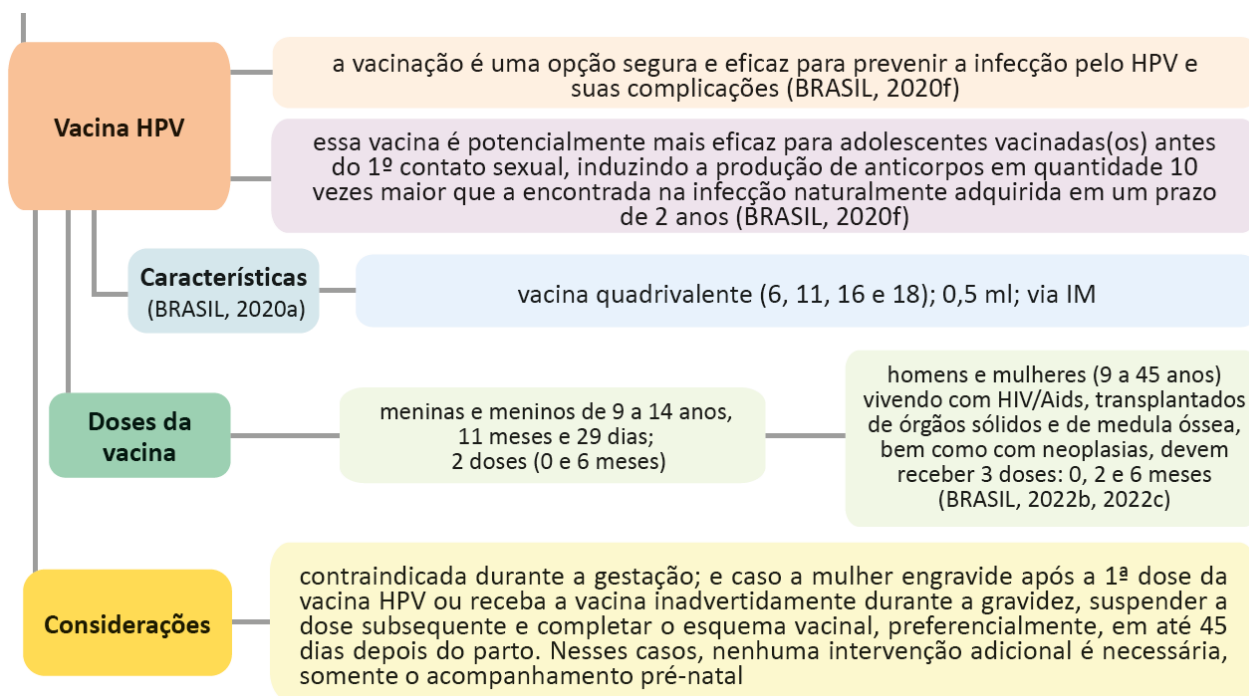 Vacina HPV
a vacinação é uma opção segura e eficaz para prevenir a infecção pelo HPV e
suas complicações (BRASIL, 2020f)
essa vacina é potencialmente mais eficaz para adolescentes vacinadas(os) antes
do 1º contato sexual, induzindo a produção de anticorpos em quantidade 10
vezes maior que a encontrada na infecção naturalmente adquirida em um prazo
de 2 anos (BRASIL, 2020f)
Características
(BRASIL, 2020a)
vacina quadrivalente (6, 11, 16 e 18); 0,5 ml; via IM
Doses da
vacina
meninas e meninos de 9 a 14 anos,
11 meses e 29 dias;
2 doses (0 e 6 meses)
homens e mulheres (9 a 45 anos)
vivendo com HIV/Aids, transplantados
de órgãos sólidos e de medula óssea,
bem como com neoplasias, devem
receber 3 doses: 0, 2 e 6 meses
(BRASIL, 2022b, 2022c)
Considerações
contraindicada durante a gestação; e caso a mulher engravide após a 1ª dose da
vacina HPV ou receba a vacina inadvertidamente durante a gravidez, suspender a
dose subsequente e completar o esquema vacinal, preferencialmente, em até 45
dias depois do parto. Nesses casos, nenhuma intervenção adicional é necessária,
somente o acompanhamento pré-natal